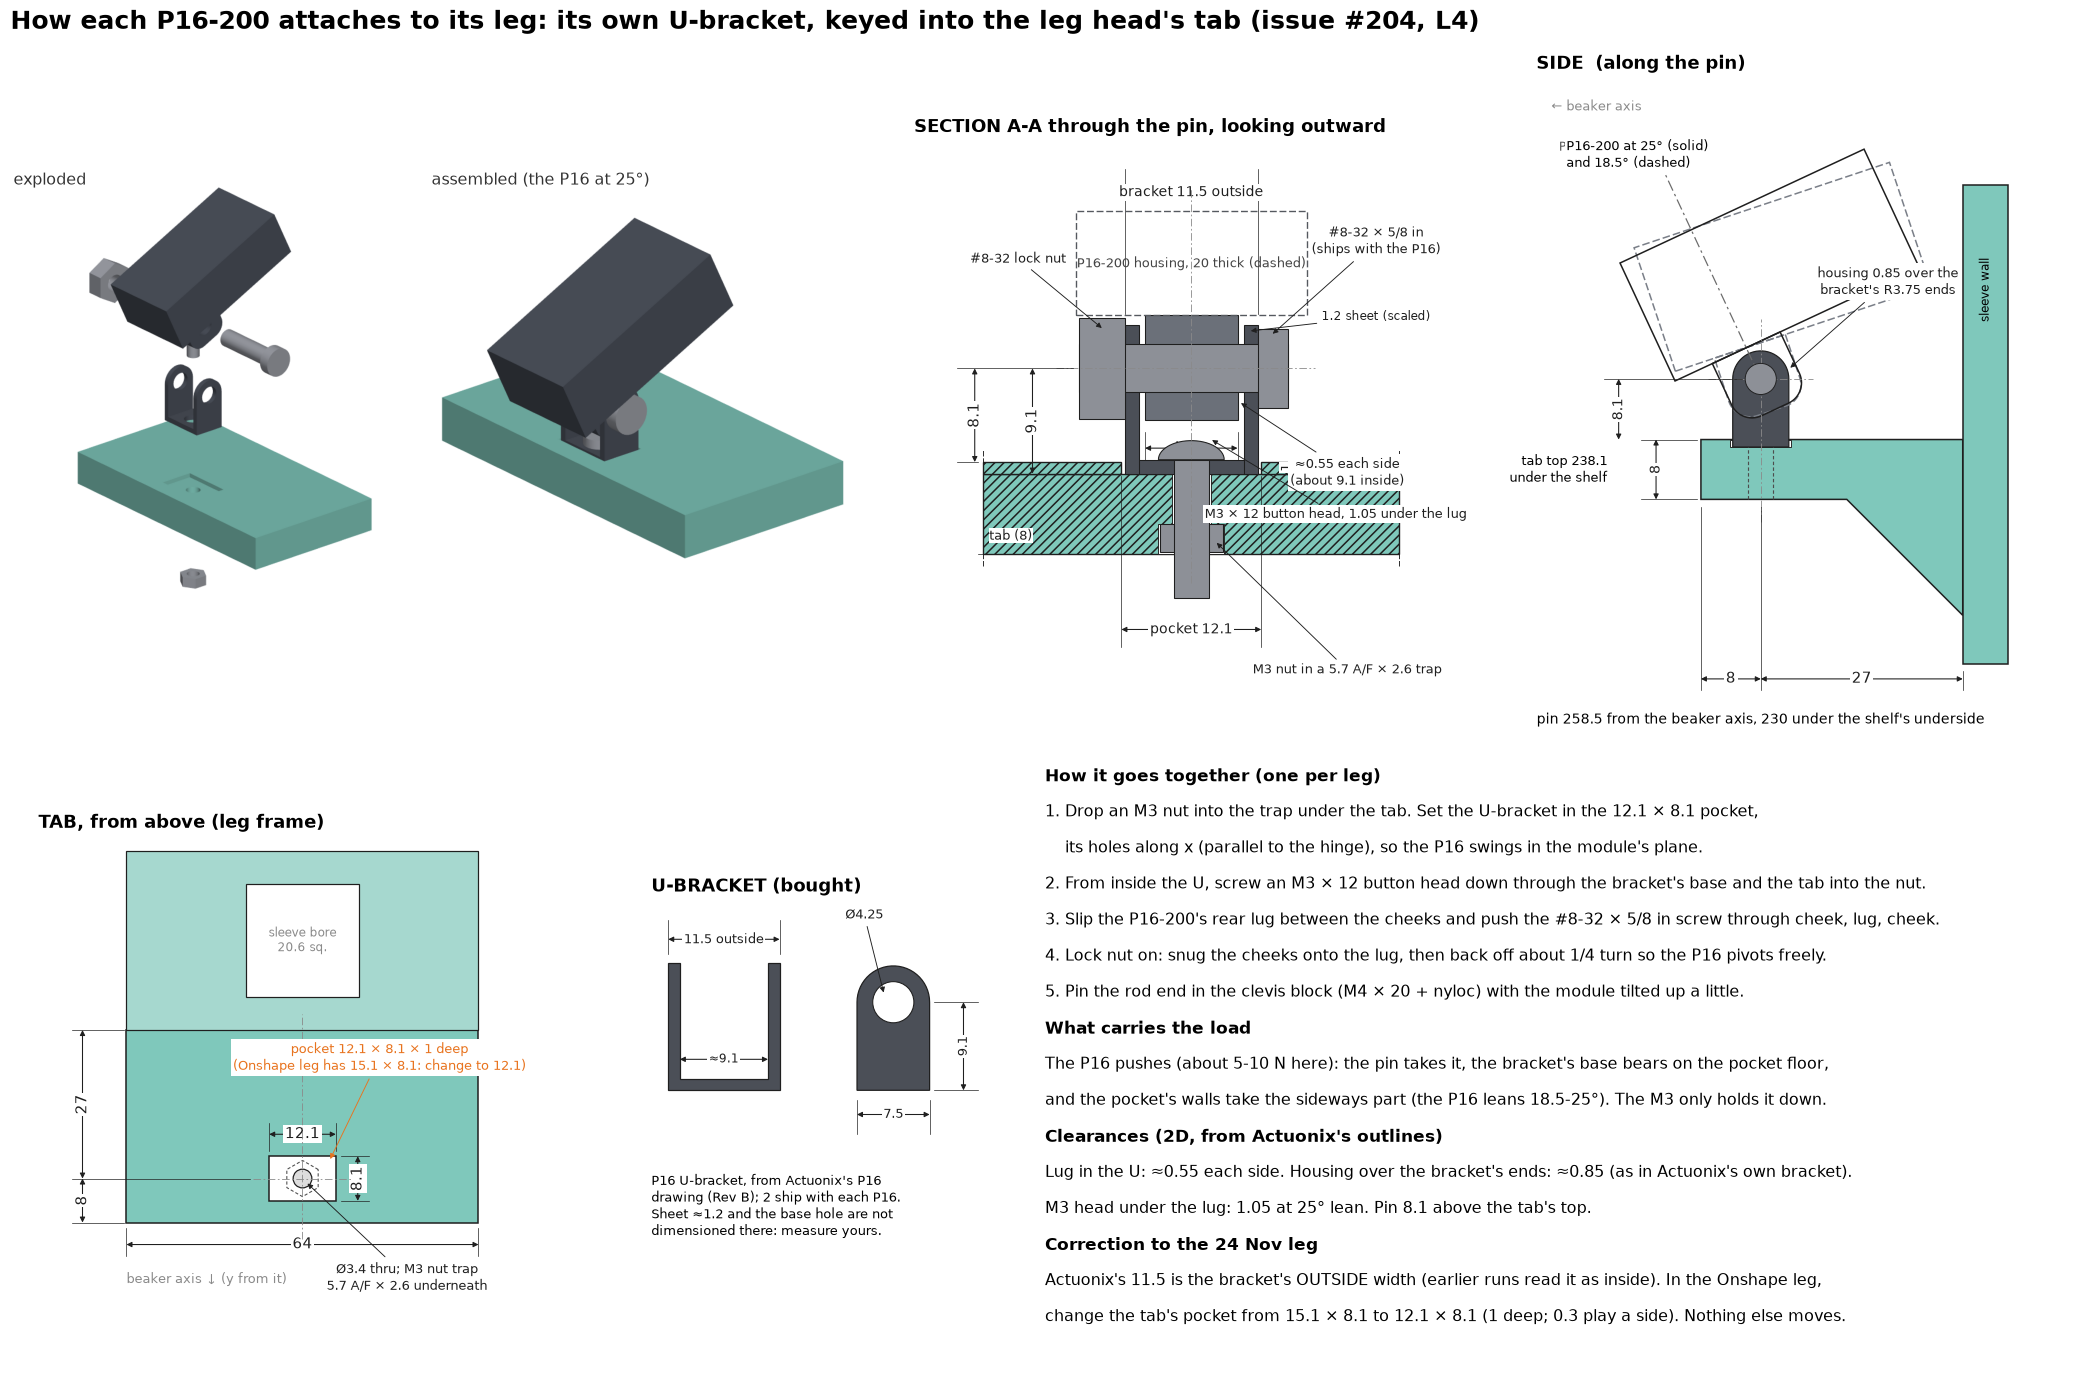 How each P16-200 attaches to its leg: its own U-bracket, keyed into the leg head's tab (issue #204, L4)
exploded
assembled (the P16 at 25°)
SECTION A-A through the pin, looking outward
bracket 11.5 outside
#8-32 lock nut
P16-200 housing, 20 thick (dashed)
#8-32 × 5/8 in
(ships with the P16)
1.2 sheet (scaled)
8.1
9.1
≈0.55 each side
(about 9.1 inside)
M3 × 12 button head, 1.05 under the lug
tab (8)
pocket 12.1
M3 nut in a 5.7 A/F × 2.6 trap
SIDE (along the pin)
← beaker axis
P16-200 at 25° (solid)
and 18.5° (dashed)
housing 0.85 over the
bracket's R3.75 ends
sleeve wall
8.1
tab top 238.1
under the shelf
8
8
27
pin 258.5 from the beaker axis, 230 under the shelf's underside
TAB, from above (leg frame)
sleeve bore
20.6 sq.
pocket 12.1 × 8.1 × 1 deep
(Onshape leg has 15.1 × 8.1: change to 12.1)
27
12.1
8.1
8
64
beaker axis ↓ (y from it)
Ø3.4 thru; M3 nut trap
5.7 A/F × 2.6 underneath
U-BRACKET (bought)
Ø4.25
11.5 outside
≈9.1
9.1
7.5
P16 U-bracket, from Actuonix's P16
drawing (Rev B); 2 ship with each P16.
Sheet ≈1.2 and the base hole are not
dimensioned there: measure yours.
How it goes together (one per leg)
1. Drop an M3 nut into the trap under the tab. Set the U-bracket in the 12.1 × 8.1 pocket,
its holes along x (parallel to the hinge), so the P16 swings in the module's plane.
2. From inside the U, screw an M3 × 12 button head down through the bracket's base and the tab into the nut.
3. Slip the P16-200's rear lug between the cheeks and push the #8-32 × 5/8 in screw through cheek, lug, cheek.
4. Lock nut on: snug the cheeks onto the lug, then back off about 1/4 turn so the P16 pivots freely.
5. Pin the rod end in the clevis block (M4 × 20 + nyloc) with the module tilted up a little.
What carries the load
The P16 pushes (about 5-10 N here): the pin takes it, the bracket's base bears on the pocket floor,
and the pocket's walls take the sideways part (the P16 leans 18.5-25°). The M3 only holds it down.
Clearances (2D, from Actuonix's outlines)
Lug in the U: ≈0.55 each side. Housing over the bracket's ends: ≈0.85 (as in Actuonix's own bracket).
M3 head under the lug: 1.05 at 25° lean. Pin 8.1 above the tab's top.
Correction to the 24 Nov leg
Actuonix's 11.5 is the bracket's OUTSIDE width (earlier runs read it as inside). In the Onshape leg,
change the tab's pocket from 15.1 × 8.1 to 12.1 × 8.1 (1 deep; 0.3 play a side). Nothing else moves.